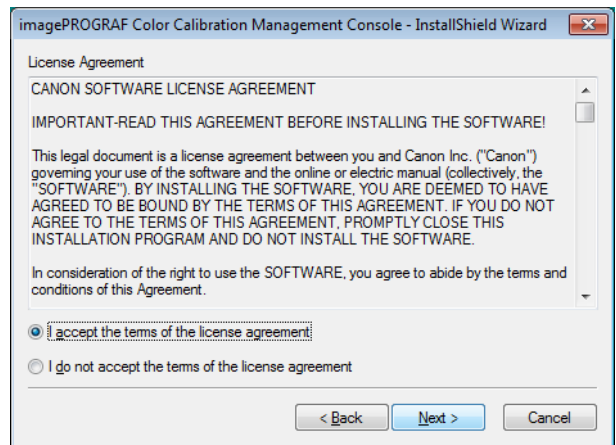 imagePROGRAF Color Calibration Management Console - InstallShield Wizard
License Agreement
CANON SOFTWARE LICENSE AGREEMENT
IMPORTANT-READ THIS AGREEMENT BEFORE INSTALLING THE SOFTWARE!
This legal document is a license agreement between you and Canon Inc. ("Canon")
governing your use of the software and the online or electric manual (collectively, the
"SOFTWARE"). BY INSTALLING THE SOFTWARE, YOU ARE DEEMED TO HAVE
AGREED TO BE BOUND BY THE TERMS OF THIS AGREEMENT. IF YOU DO NOT
AGREE TO THE TERMS OF THIS AGREEMENT, PROMPTLY CLOSE THIS
INSTALLATION PROGRAM AND DO NOT INSTALL THE SOFTWARE.
In consideration of the right to use the SOFTWARE, you agree to abide by the terms and
conditions of this Agreement.
I accept the terms of the license agreement
I do not accept the terms of the license agreement
< Back Next > Cancel